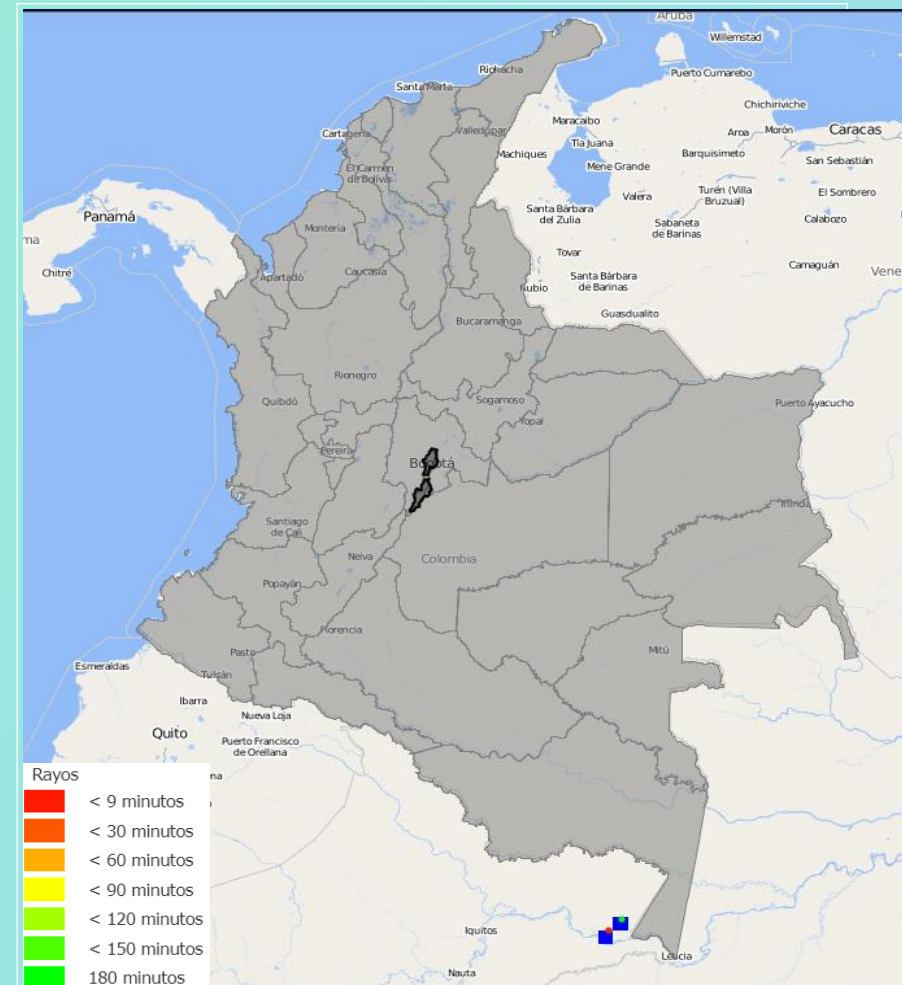 Aruba
Willemstad
Riohacha
Puerto Cumarebo
Santa Marta
Chichiriviche
Cartagena
Valledupar
Maracaibo
Tía Juana
Aroa
Morón
Caracas
Machiques
Mene Grande
Barquisimeto
San Sebastián
El Carmen
de Bolívar
Valera
Turén (Villa
Bruzual)
El Sombrero
Panamá
Santa Bárbara
del Zulia
Sabaneta
de Barinas
Calabozo
Montería
ma
Tovar
Chitré
Apartadó
Caucasia
Santa Bárbara
de Barinas
Camaguán
Vene
Rubio
Bucaramanga
Guasdualito
Rionegro
Quibdó
Sogamoso
Puerto Ayacucho
Yopal
Pereira
Bogotá
Inírida
Santiago
de Cali
Neiva
Colombia
Popayán
Florencia
Mitú
Pasto
Esmeraldas
Tulcán
Ibarra
Nueva Loja
Quito
Puerto Francisco
de Orellana
na
Rayos
< 9 minutos
< 30 minutos
< 60 minutos
< 90 minutos
< 120 minutos
< 150 minutos
180 minutos
Iquitos
Leticia
Nauta